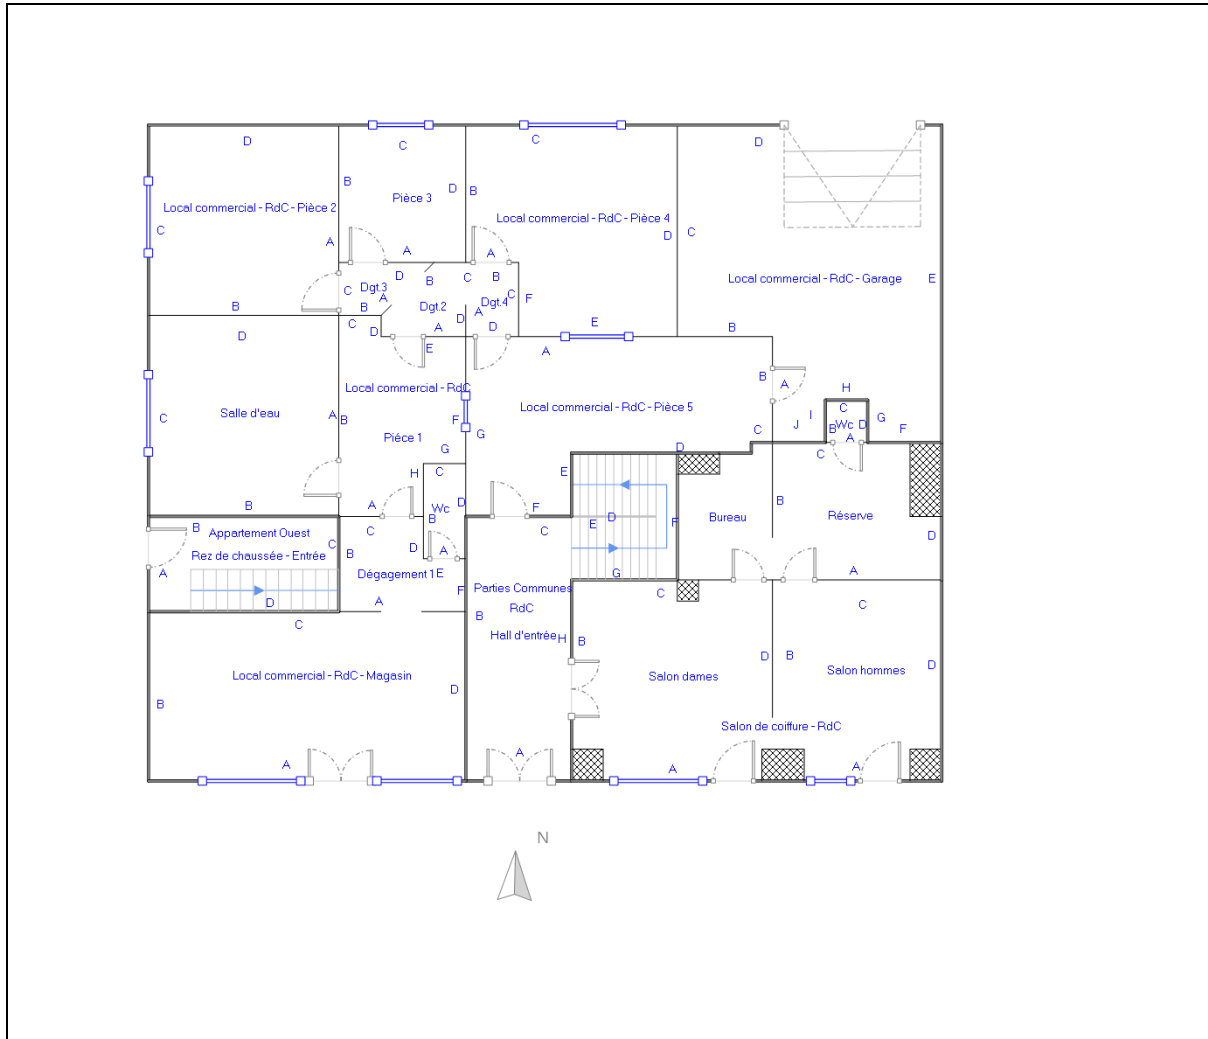 D
C
C
D
B
D
B
Pièce 3
Local commercial - RdC - Pièce 2
Local commercial - RdC - Pièce 4
C
A
D
C
A
A
D
B
C
B
Local commercial - RdC - Garage
E
C
Dgt.3
A
B
B
Dgt.2
Dgt.4
C
F
A
C
D
D
A
D
E
B
D
E
A
Local commercial - RdC
B
A
H
C
Salle d'eau
A
B
F
G
Local commercial - RdC - Pièce 5
C
I
J
C
Wc
B
D
A
G
F
Piéce 1
G
D
C
H
C
E
B
A
Wc
D
B
F
B
Appartement Ouest
C
Rez de chaussée - Entrée
A
D
C
B
D
A
E
Dégagement 1
A
F
C
E
D
F
G
Bureau
B
Réserve
D
A
Parties Communes
RdC
Hall d'entrée
B
H
C
B
D
Salon dames
C
B
D
Salon hommes
Salon de coiffure - RdC
C
Local commercial - RdC - Magasin
D
B
A
A
A
A
N